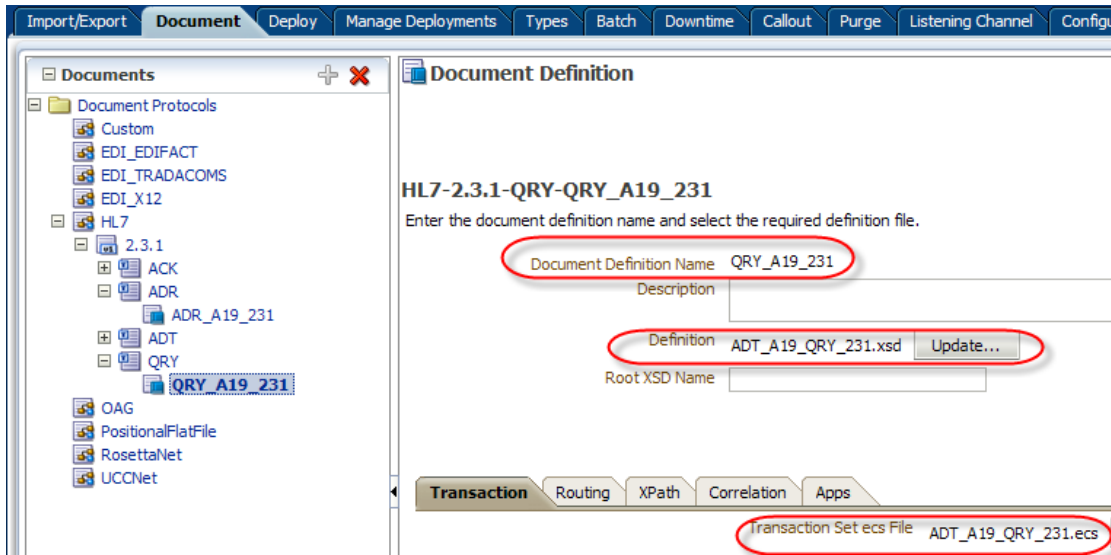 Import/Export Document Deploy Manage Deployments Types Batch Downtime Callout Purge Listening Channel Configu
Documents
Document Protocols
Custom
EDI_EDIFACT
EDI_TRADACOMS
EDI_X12
HL7
2.3.1
ACK
ADR
ADR_A19_231
ADT
QRY
QRY_A19_231
OAG
PositionalFlatFile
RosettaNet
UCCNet
Document Definition
HL7-2.3.1-QRY-QRY_A19_231
Enter the document definition name and select the required definition file.
Document Definition Name QRY_A19_231
Description
Definition ADT_A19_QRY_231.xsd Update...
Root XSD Name
Transaction Routing XPath Correlation Apps
Transaction Set ecs File ADT_A19_QRY_231.ecs